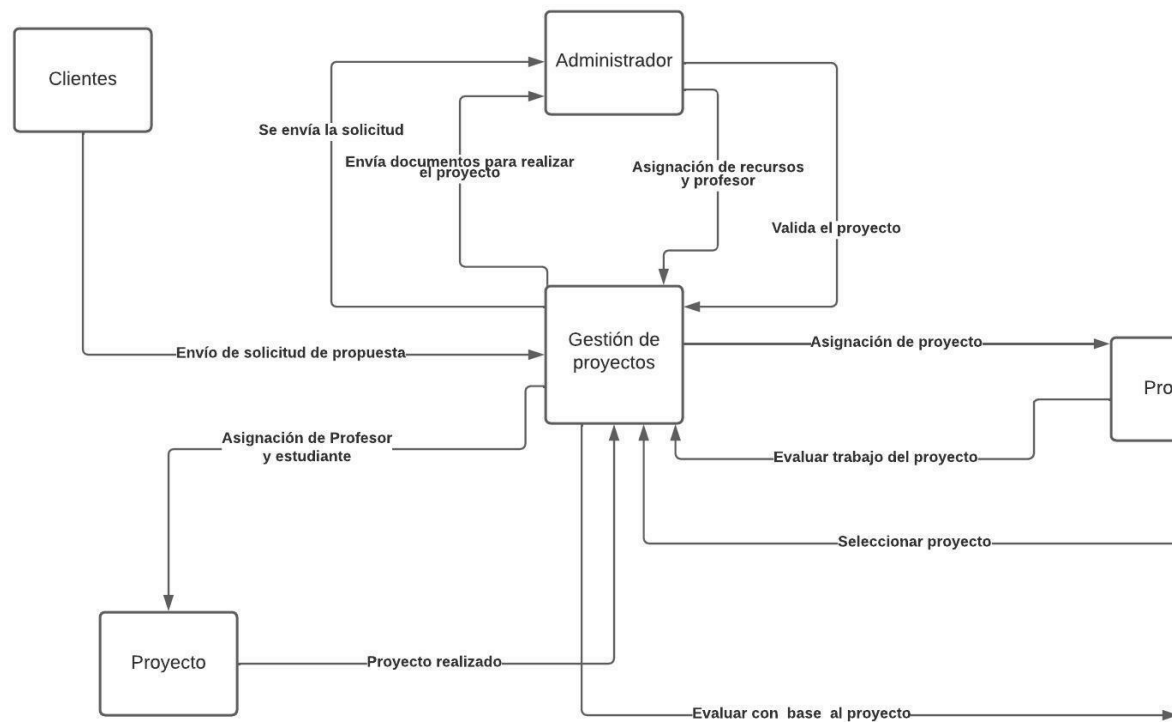 Clientes
Administrador
Se envía la solicitud
Envía documentos para realizar
el proyecto
Asignación de recursos
y profesor
Valida el proyecto
Gestión de
proyectos
Envío de solicitud de propuesta
Asignación de proyecto
Asignación de Profesor
y estudiante
Evaluar trabajo del proyecto
Seleccionar proyecto
Proyecto
Proyecto realizado
Evaluar con base al proyecto